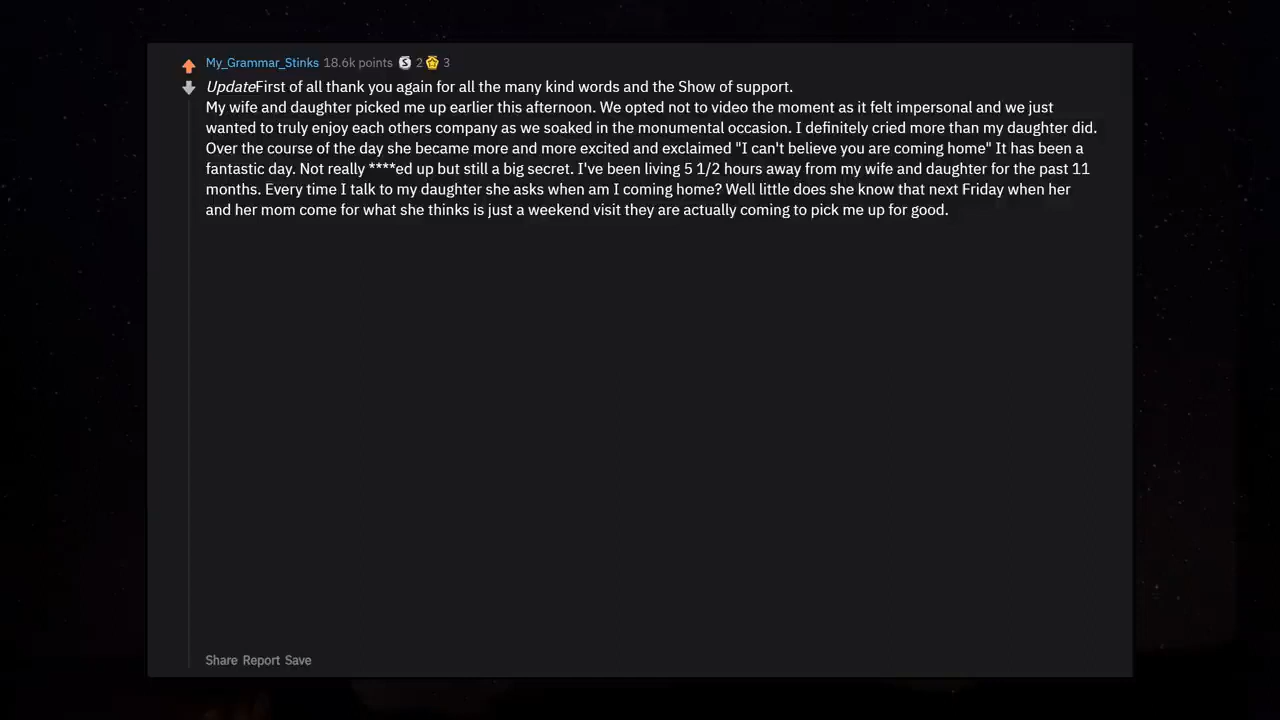 My_Grammar_Stinks 18.6k points S 2 3
UpdateFirst of all thank you again for all the many kind words and the Show of support.
My wife and daughter picked me up earlier this afternoon. We opted not to video the moment as it felt impersonal and we just
wanted to truly enjoy each others company as we soaked in the monumental occasion. I definitely cried more than my daughter did.
Over the course of the day she became more and more excited and exclaimed "I can't believe you are coming home" It has been a
fantastic day. Not really ****ed up but still a big secret. I've been living 5 1/2 hours away from my wife and daughter for the past 11
months. Every time I talk to my daughter she asks when am I coming home? Well little does she know that next Friday when her
and her mom come for what she thinks is just a weekend visit they are actually coming to pick me up for good.
Share Report Save